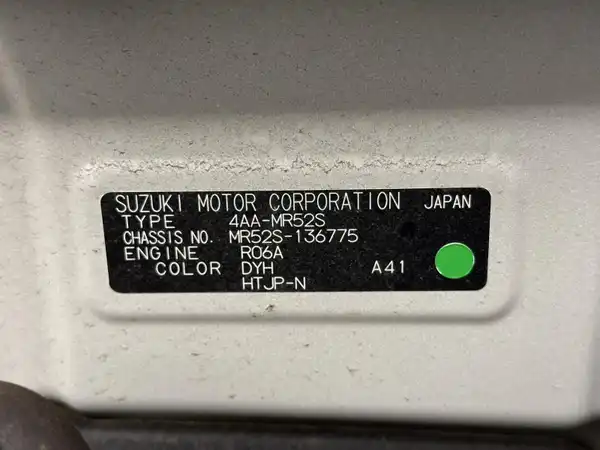 SUZUKI MOTOR CORPORATION JAPAN
TYPE 4AA-MR52S
CHASSIS NO. MR52S-136775
ENGINE R06A
COLOR DYH A41
HTJP-N